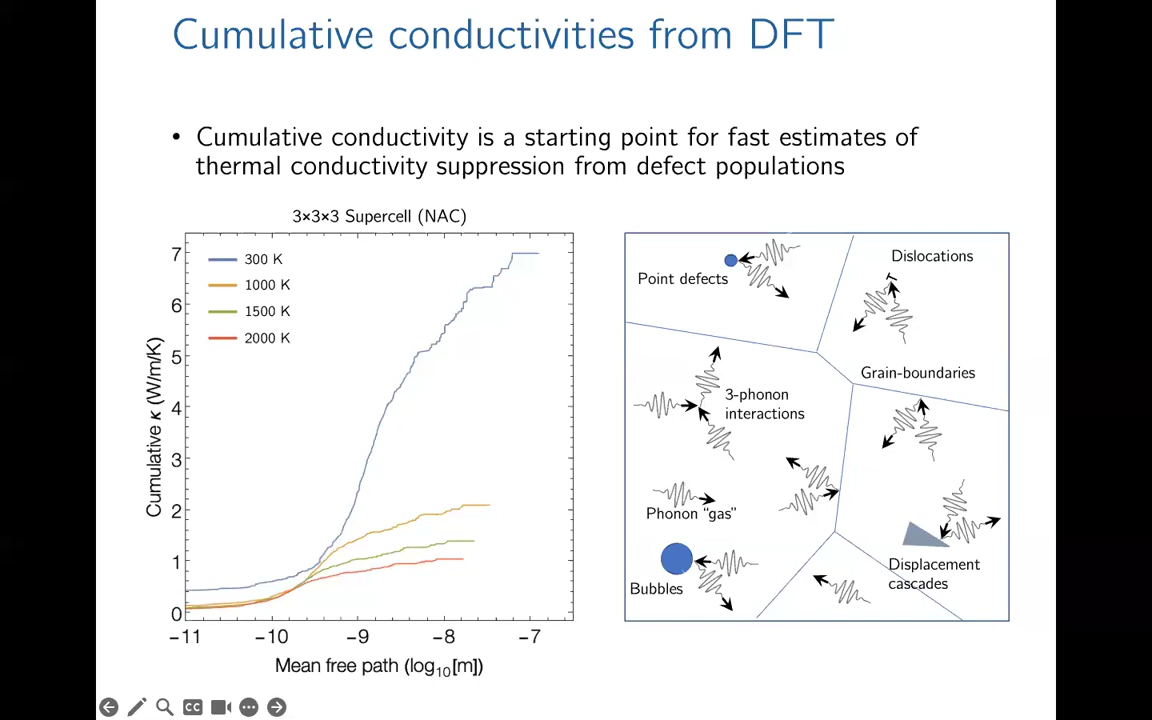 Cumulative conductivities from DFT
• Cumulative conductivity is a starting point for fast estimates of
thermal conductivity suppression from defect populations
3×3×3 Supercell (NAC)
7
6
5
4
3
2
1
0
Cumulative κ (W/m/K)
300 K
1000 K
1500 K
2000 K
−11
−10
−9
−8
−7
Mean free path (log10[m])
Point defects
Dislocations
Grain-boundaries
3-phonon
interactions
Phonon “gas”
Bubbles
Displacement
cascades
CC